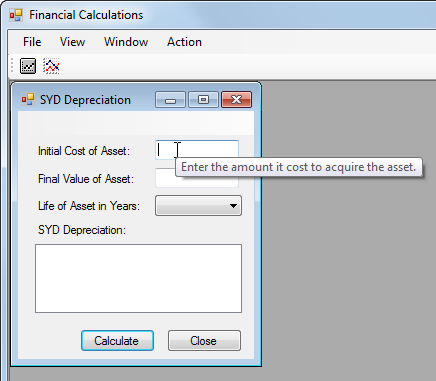 Financial Calculations
File View Window Action
SYD Depreciation
Initial Cost of Asset:
Enter the amount it cost to acquire the asset.
Final Value of Asset:
Life of Asset in Years:
SYD Depreciation:
Calculate Close